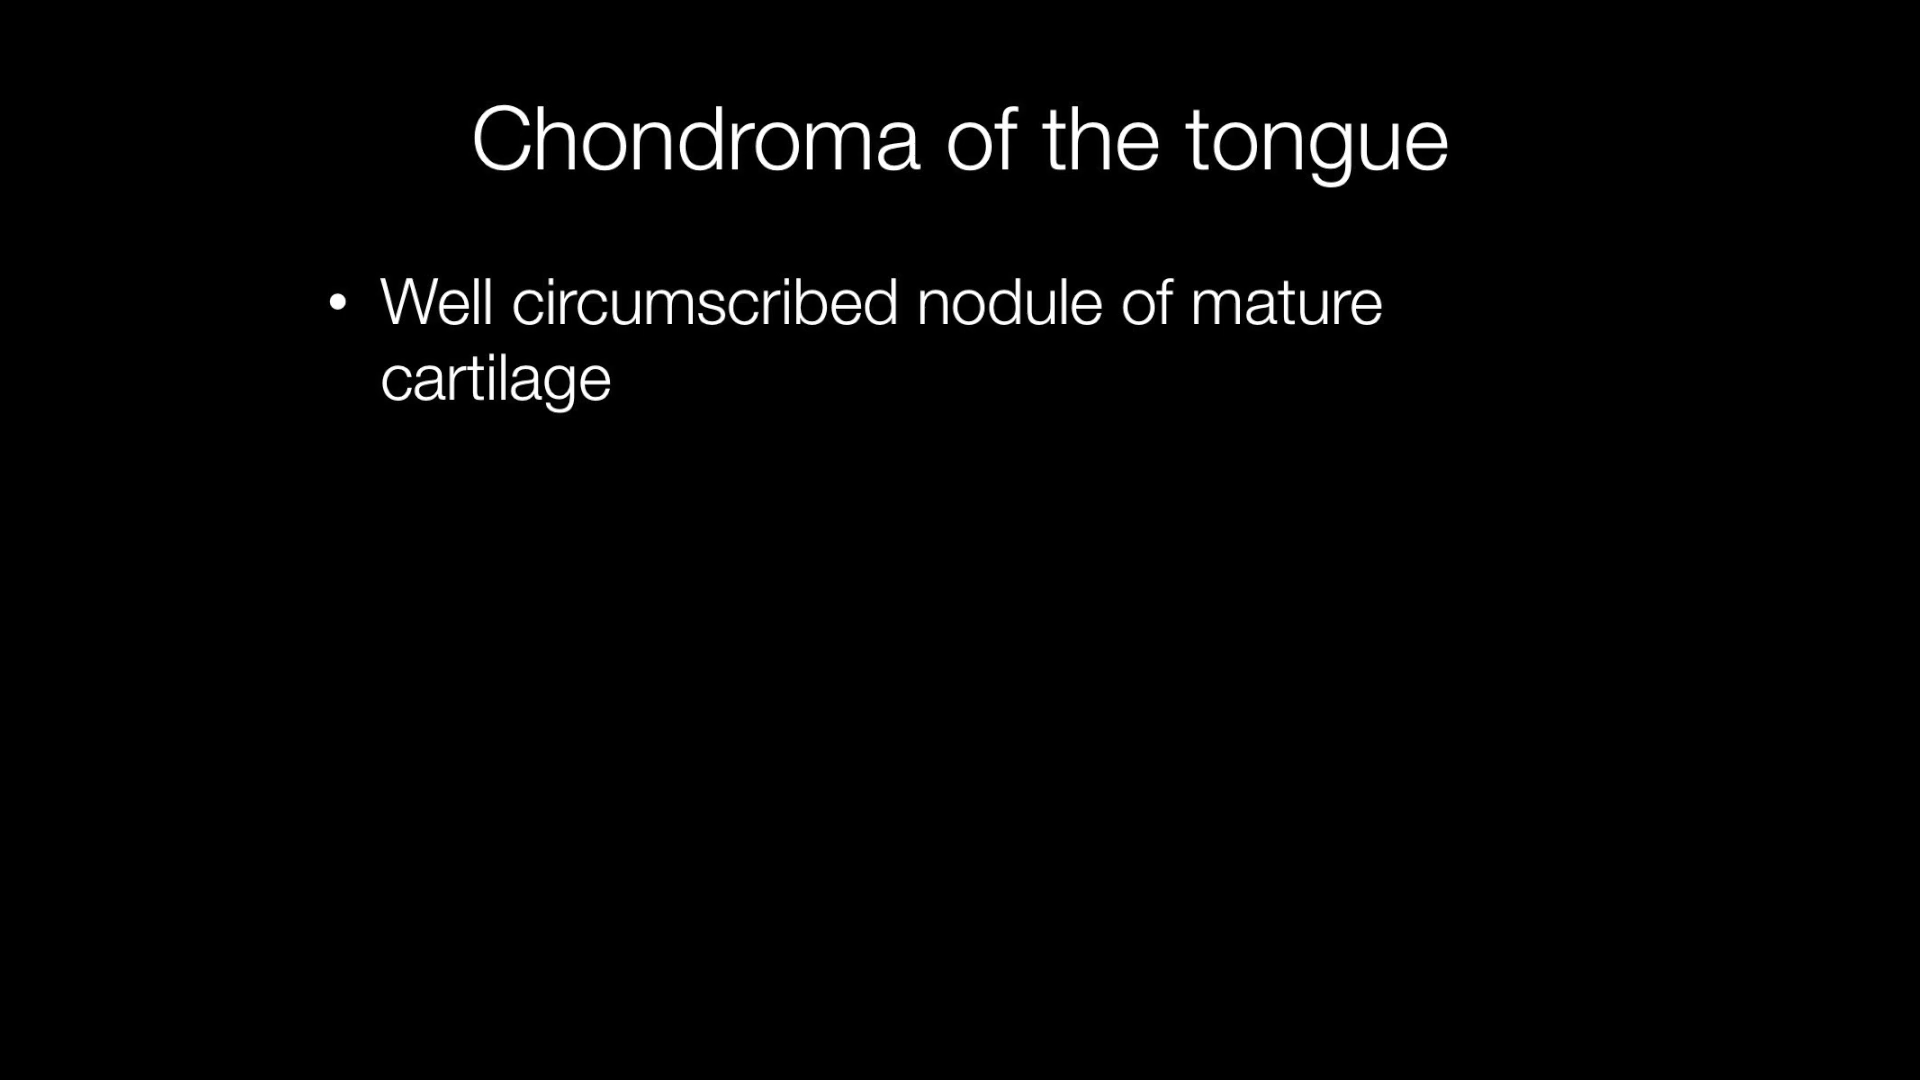 Chondroma of the tongue
• Well circumscribed nodule of mature
cartilage